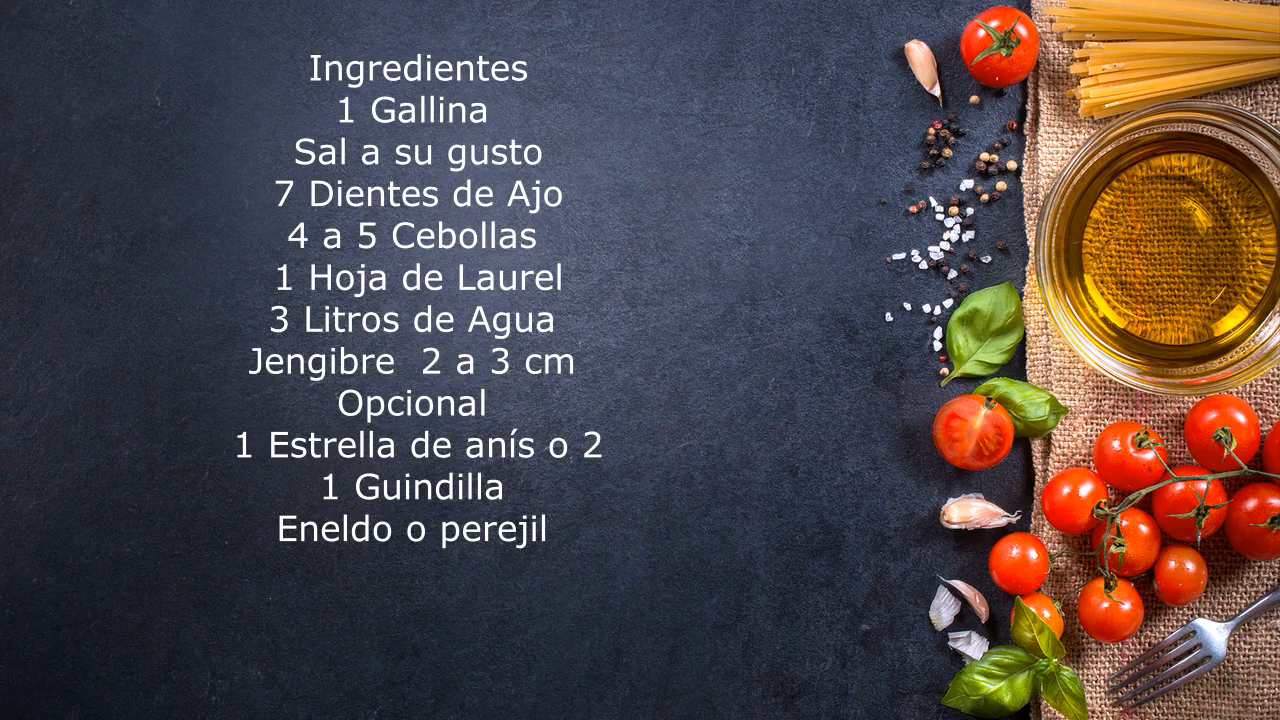 Ingredientes
1 Gallina
Sal a su gusto
7 Dientes de Ajo
4 a 5 Cebollas
1 Hoja de Laurel
3 Litros de Agua
Jengibre  2 a 3 cm
Opcional
1 Estrella de anís o 2
1 Guindilla
Eneldo o perejil